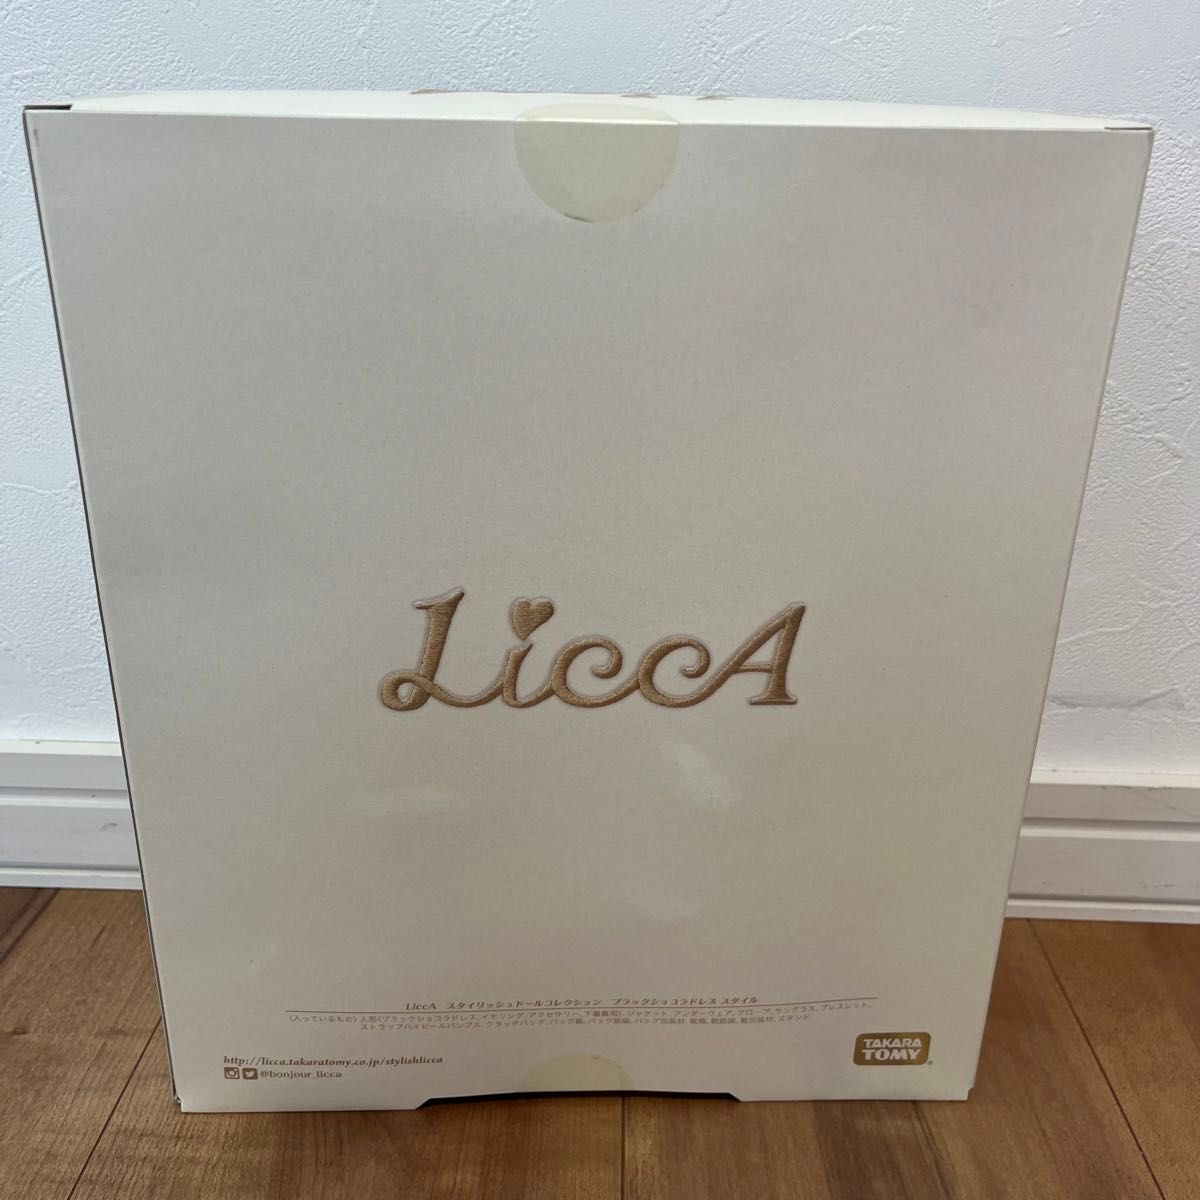 LiccA
LiccA スタイリッシュドールコレクション ブラックショコラドレス スタイル
〈入っているもの〉人形(ブラックショコラドレス、イヤリング、アクセサリー、下着着用)、ジャケット、アンダーウェア、グローブ、サングラス、ブレスレット、
ストラップハイヒールパンプス、クラッチバッグ、バッグ箱、バッグ紙袋、バッグ包装材、靴箱、靴紙袋、靴包装材、スタンド
http://licca.takaratomy.co.jp/stylishlicca
@bonjour_licca
TAKARA
TOMY®